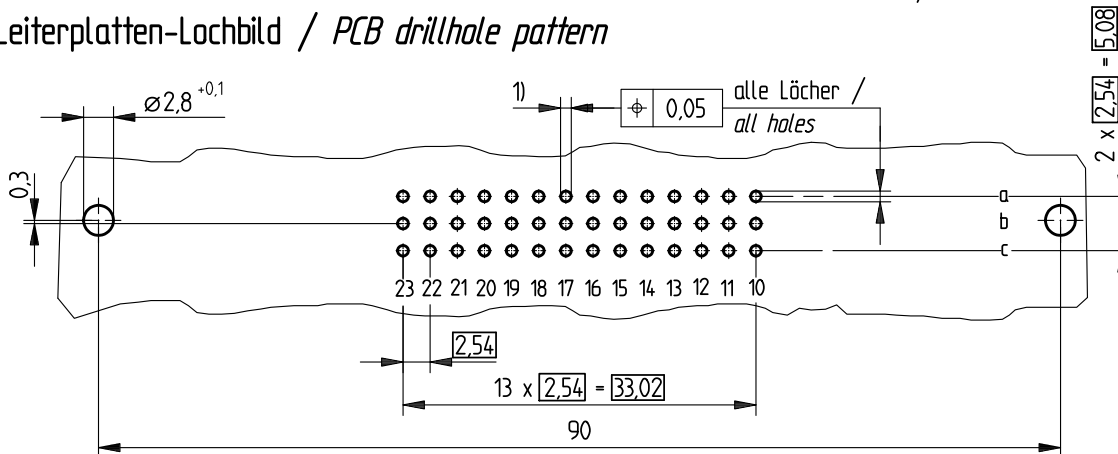 Leiterplatten-Lochbild / PCB drillhole pattern
2 x 2,54 = 5,08
⌀2,8 +0,1
1)
⌖ 0,05
alle Löcher /
all holes
0,3
a
b
c
23 22 21 20 19 18 17 16 15 14 13 12 11 10
2,54
13 x 2,54 = 33,02
90